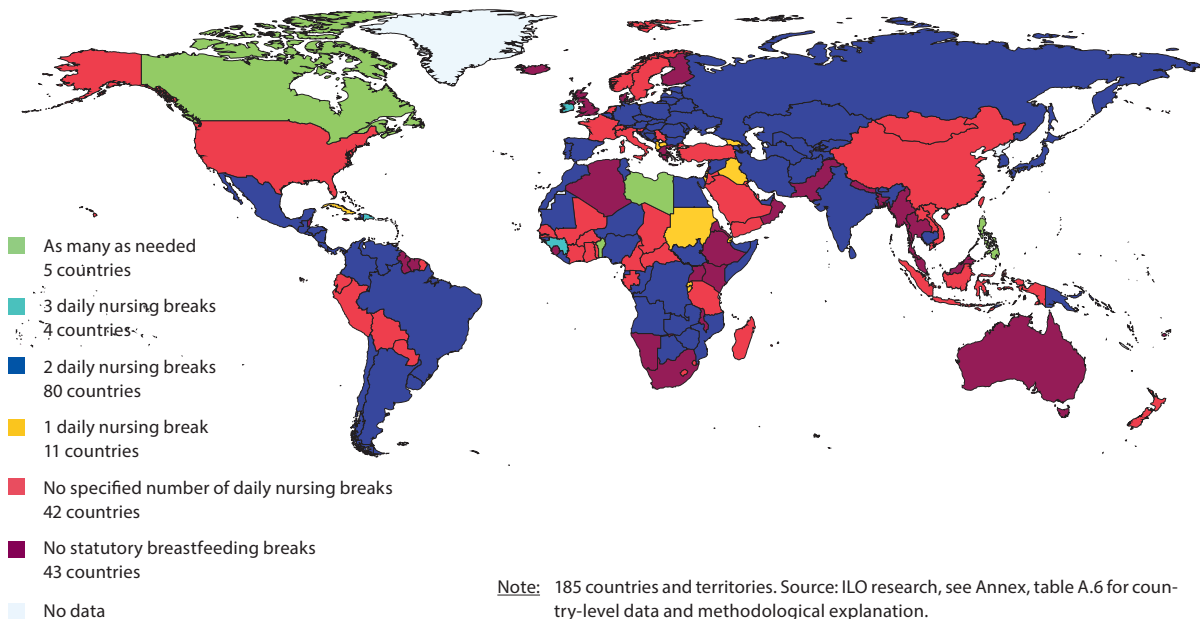 As many as needed
5 countries
3 daily nursing breaks
4 countries
2 daily nursing breaks
80 countries
1 daily nursing break
11 countries
No specified number of daily nursing breaks
42 countries
No statutory breastfeeding breaks
43 countries
No data
Note: 185 countries and territories. Source: ILO research, see Annex, table A.6 for coun-
try-level data and methodological explanation.